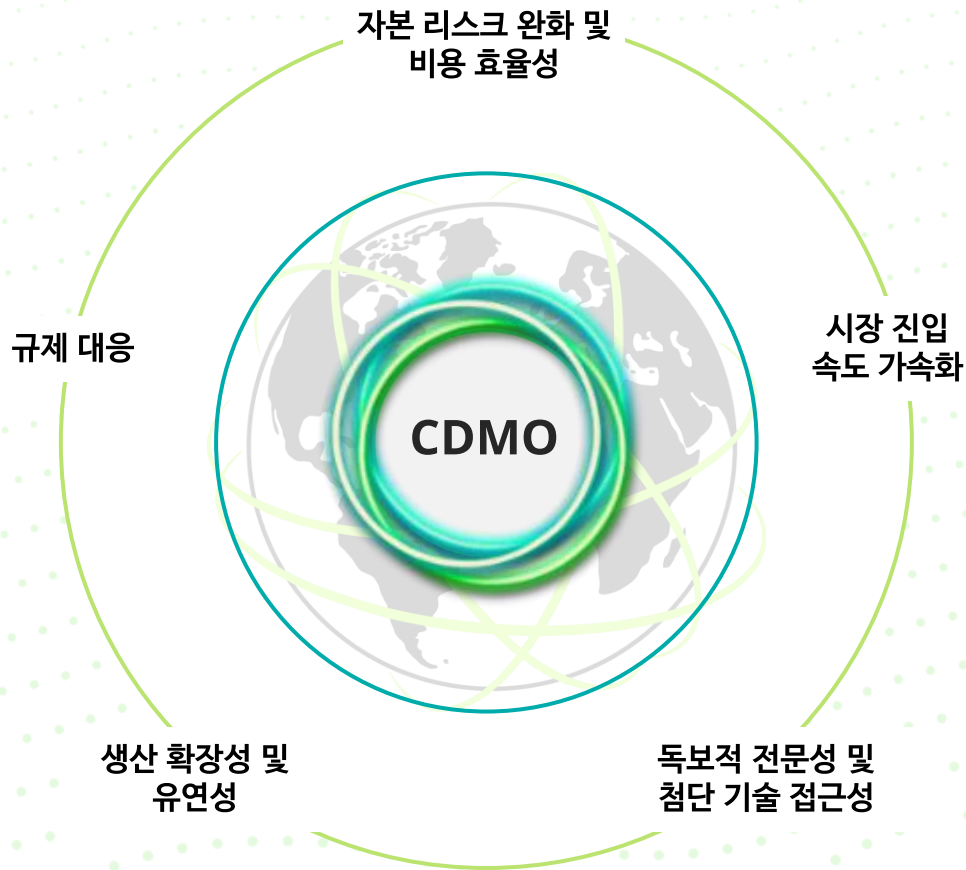 자본 리스크 완화 및
비용 효율성
규제 대응
시장 진입
속도 가속화
CDMO
생산 확장성 및
유연성
독보적 전문성 및
첨단 기술 접근성